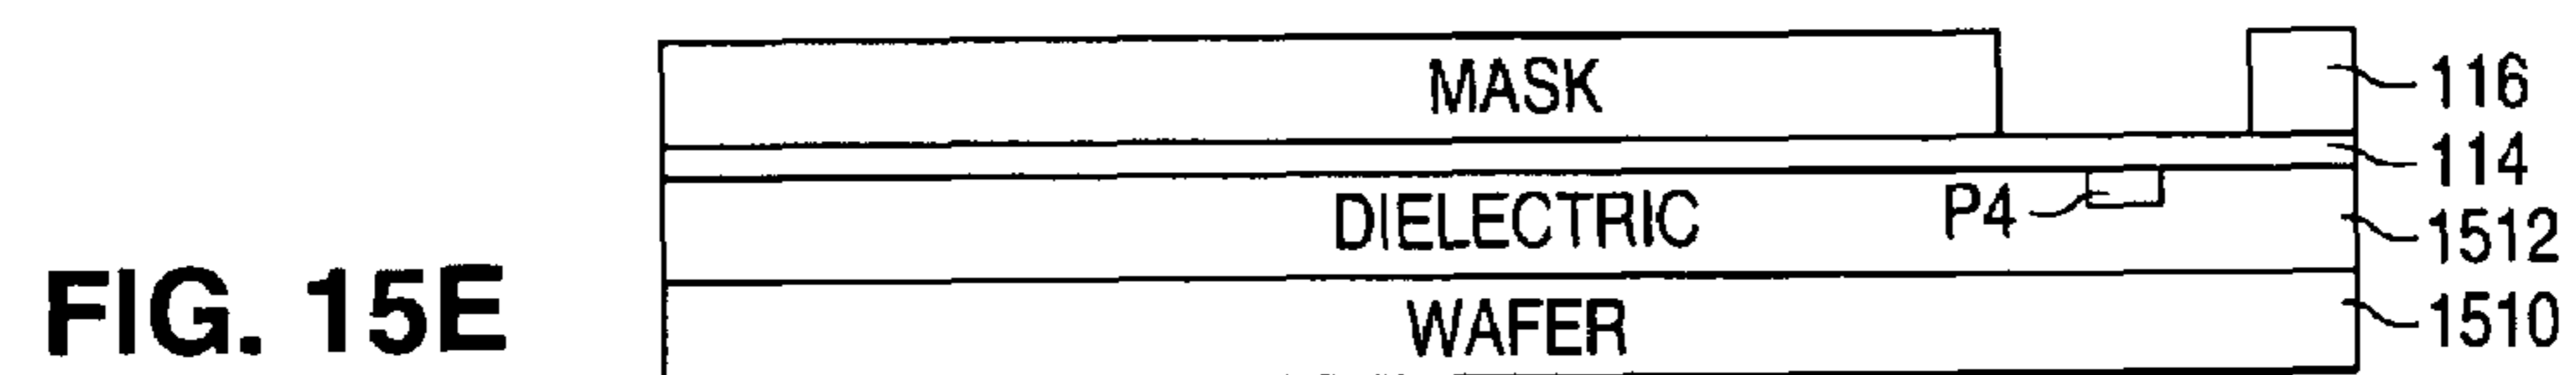 MASK
116
114
P4
DIELECTRIC
1512
FIG. 15E
WAFER
1510